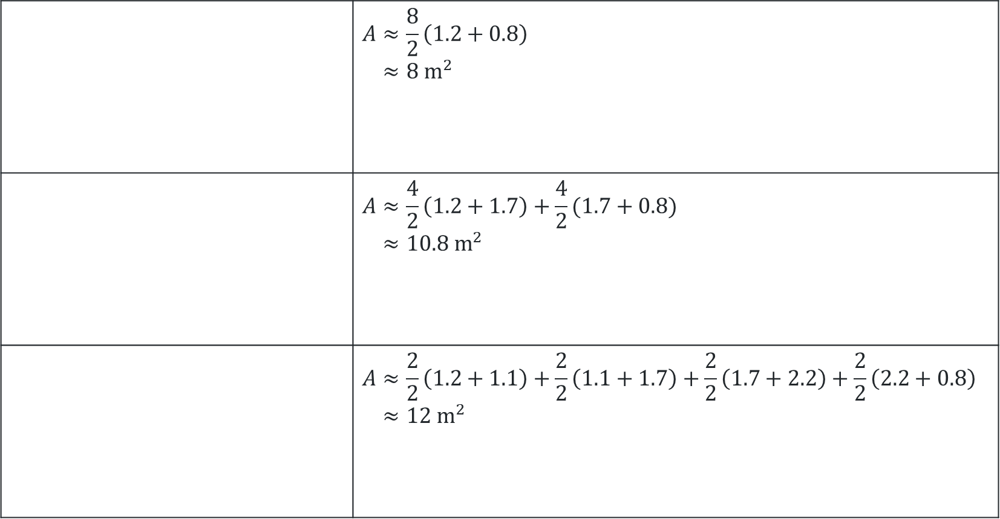 A ≈ 8/2 (1.2 + 0.8)
≈ 8 m²
A ≈ 4/2 (1.2 + 1.7) + 4/2 (1.7 + 0.8)
≈ 10.8 m²
A ≈ 2/2 (1.2 + 1.1) + 2/2 (1.1 + 1.7) + 2/2 (1.7 + 2.2) + 2/2 (2.2 + 0.8)
≈ 12 m²